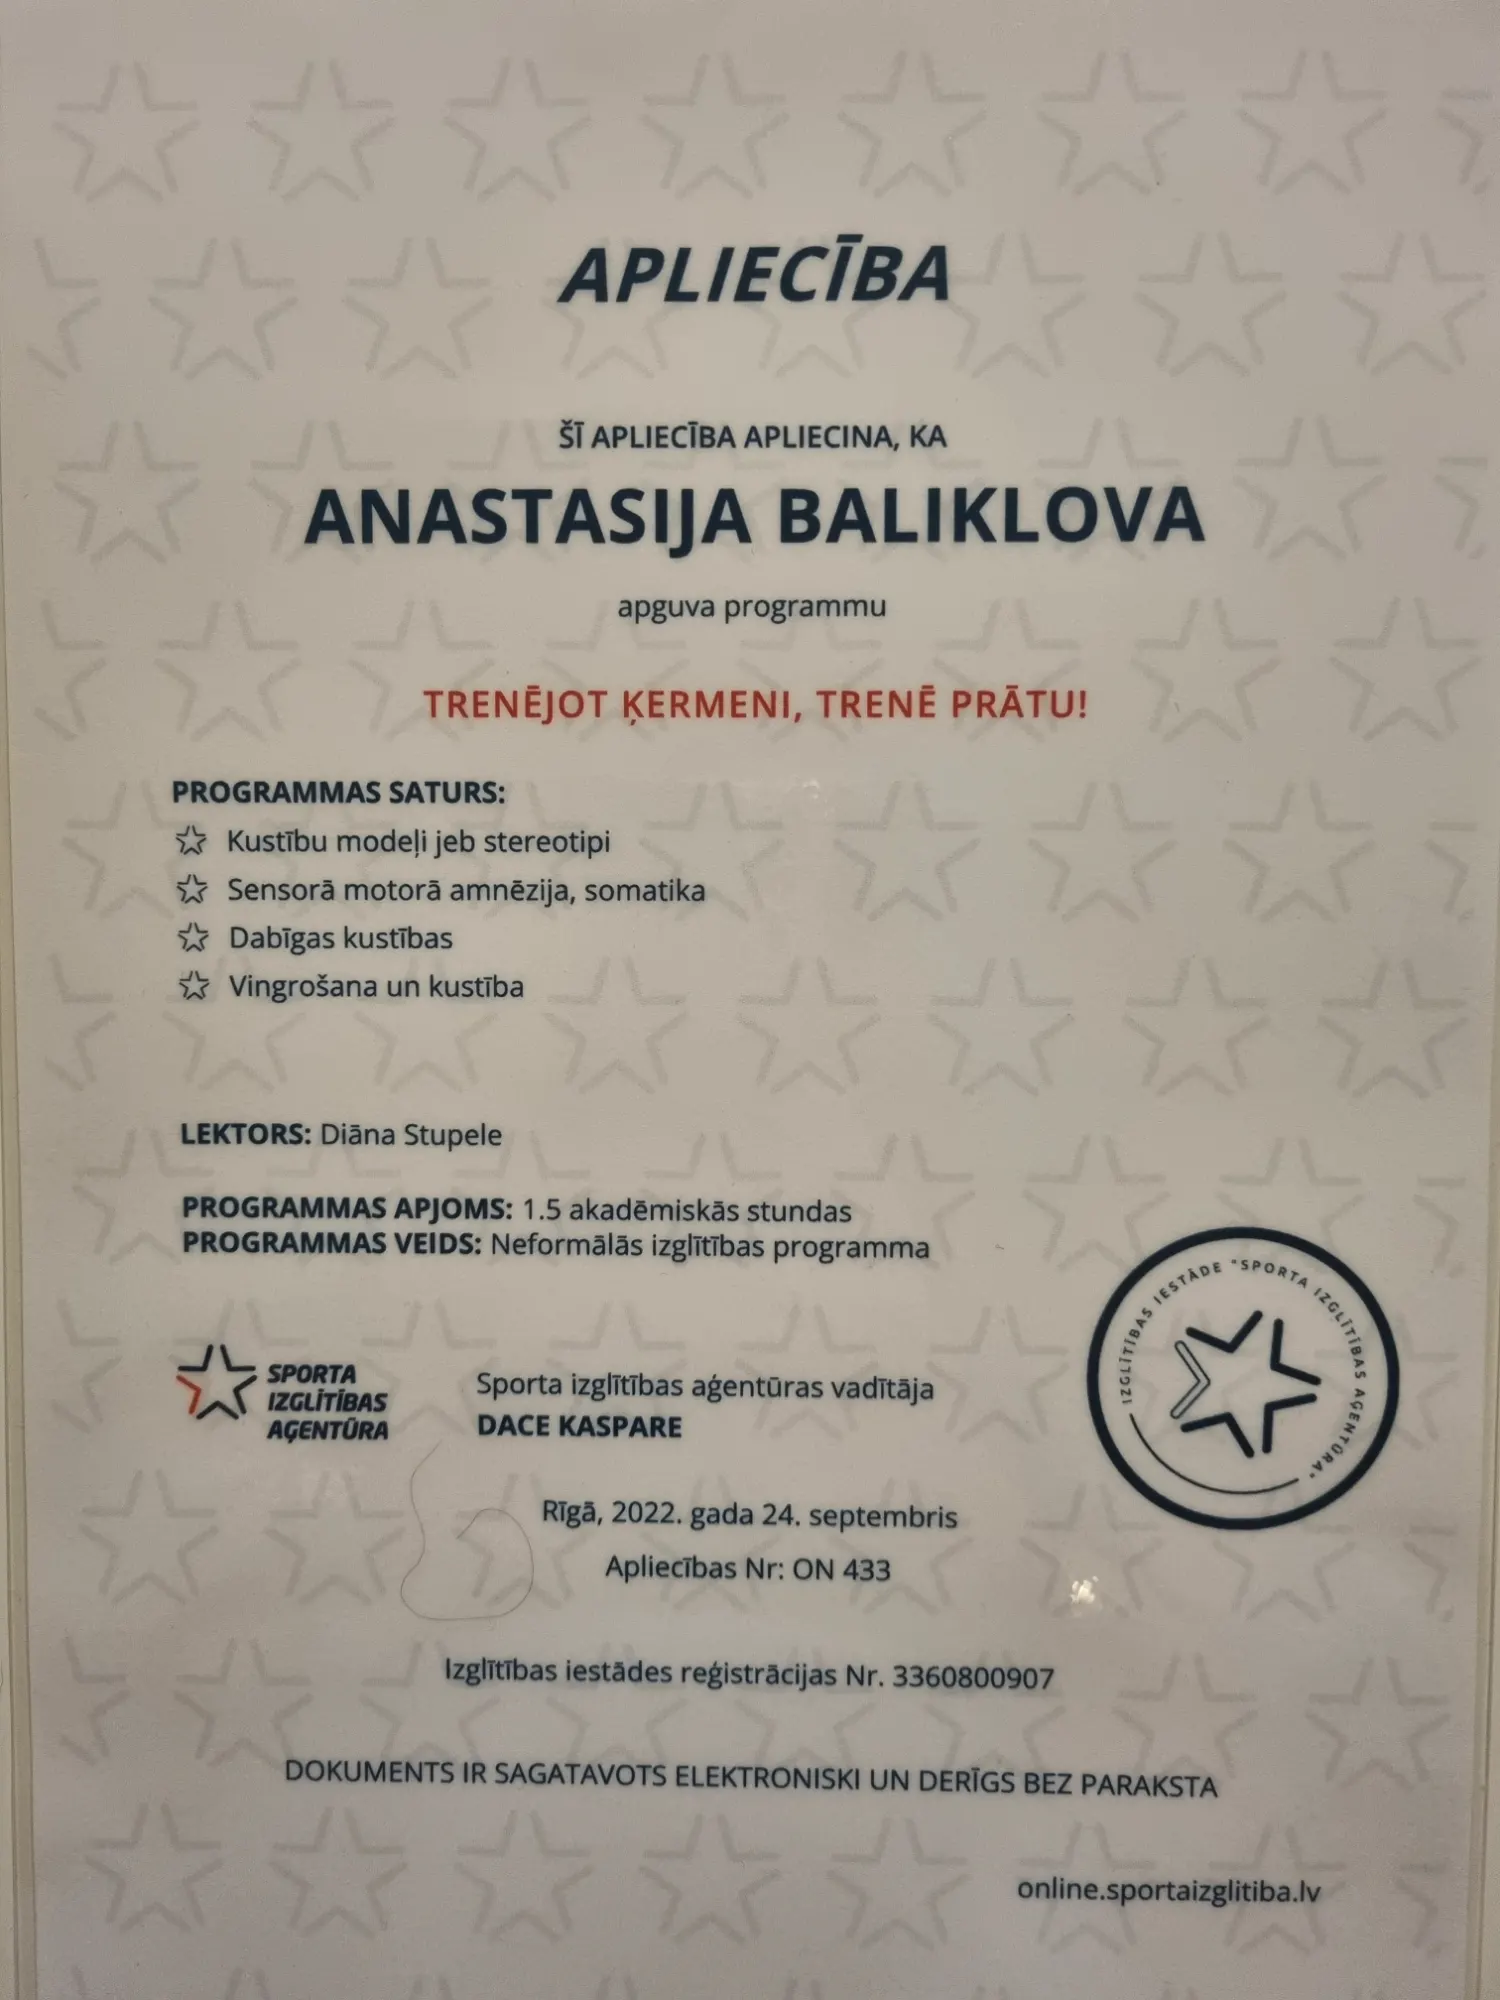 APLIECĪBA
ŠĪ APLIECĪBA APLIECINA, KA
ANASTASIJA BALIKLOVA
apguva programmu
TRENĒJOT ĶERMENI, TRENĒ PRĀTU!
PROGRAMMAS SATURS:
Kustību modeļi jeb stereotipi
Sensorā motorā amnēzija, somatika
Dabīgas kustības
Vingrošana un kustība
LEKTORS: Diāna Stupele
PROGRAMMAS APJOMS: 1.5 akadēmiskās stundas
PROGRAMMAS VEIDS: Neformālās izglītības programma
SPORTA
IZGLĪTĪBAS
AĢENTŪRA
Sporta izglītības aģentūras vadītāja
DACE KASPARE
IZGLĪTĪBAS IESTĀDE "SPORTA IZGLĪTĪBAS AĢENTŪRA"
Rīgā, 2022. gada 24. septembris
Apliecības Nr: ON 433
Izglītības iestādes reģistrācijas Nr. 3360800907
DOKUMENTS IR SAGATAVOTS ELEKTRONISKI UN DERĪGS BEZ PARAKSTA
online.sportaizglitiba.lv